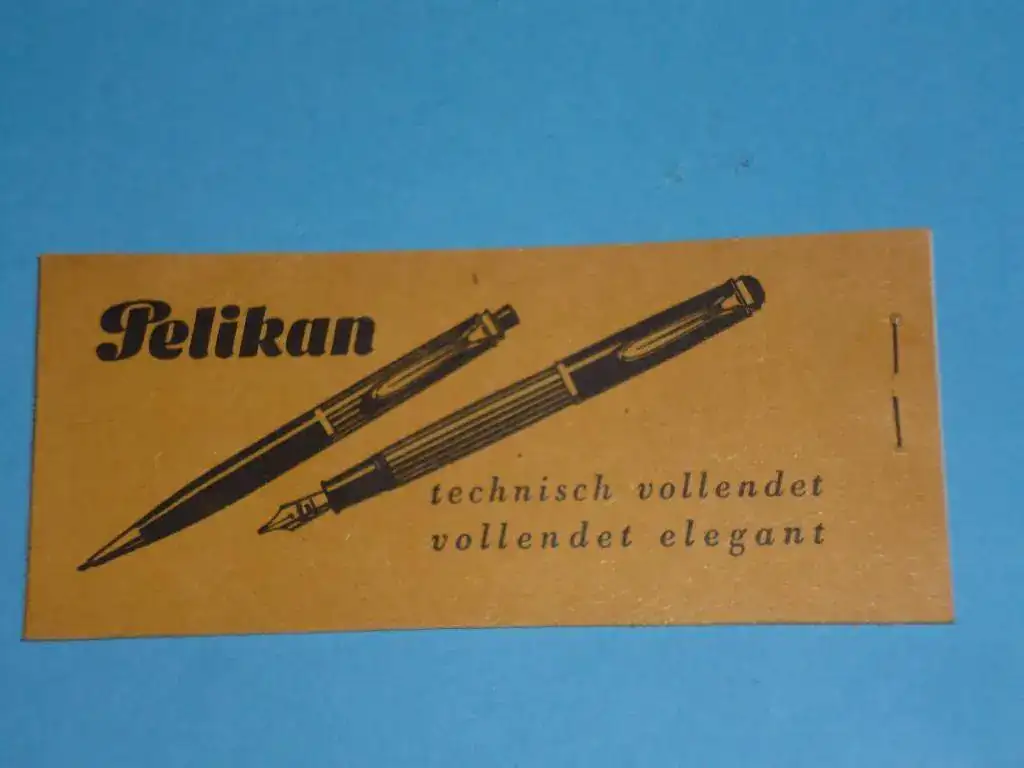 Pelikan
technisch vollendet
vollendet elegant